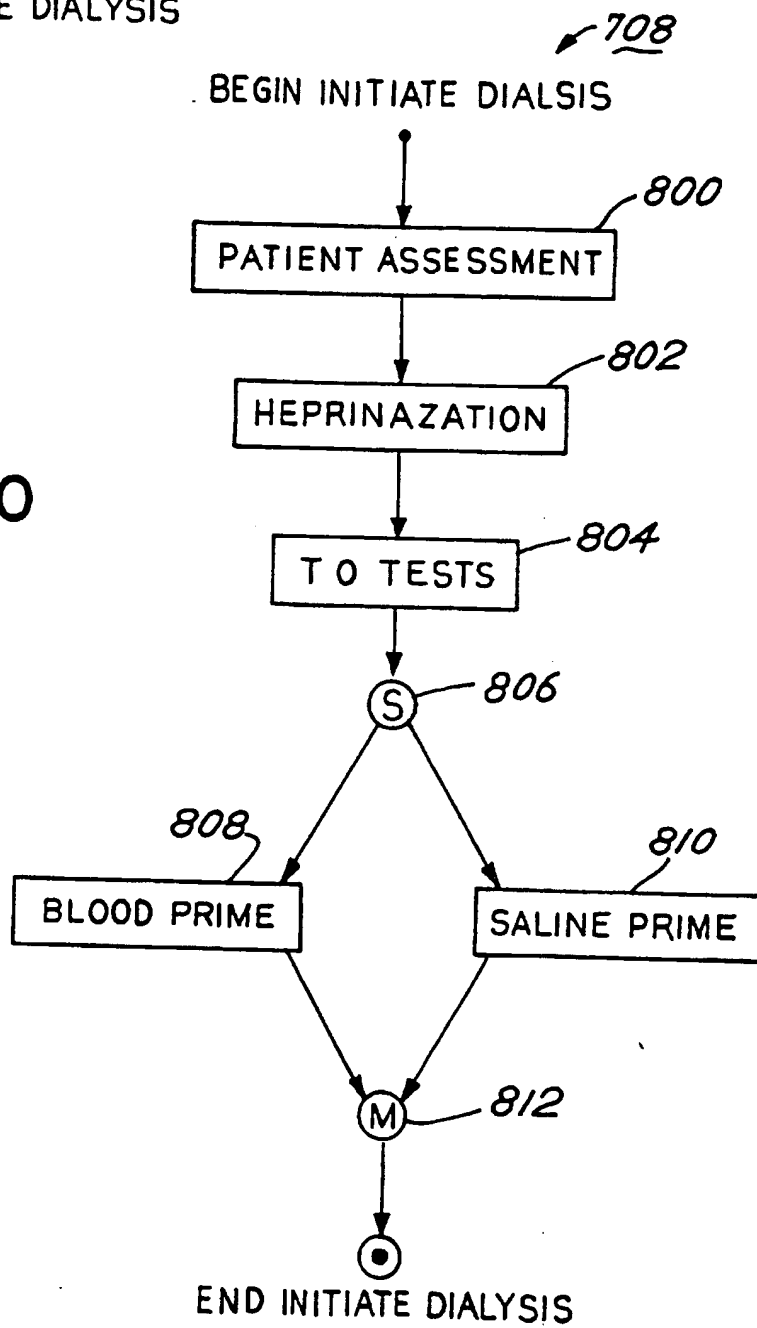 E DIALYSIS
708
BEGIN INITIATE DIALSIS
800
PATIENT ASSESSMENT
802
HEPRINAZATION
804
T O TESTS
806
S
808
810
BLOOD PRIME
SALINE PRIME
812
M
END INITIATE DIALYSIS